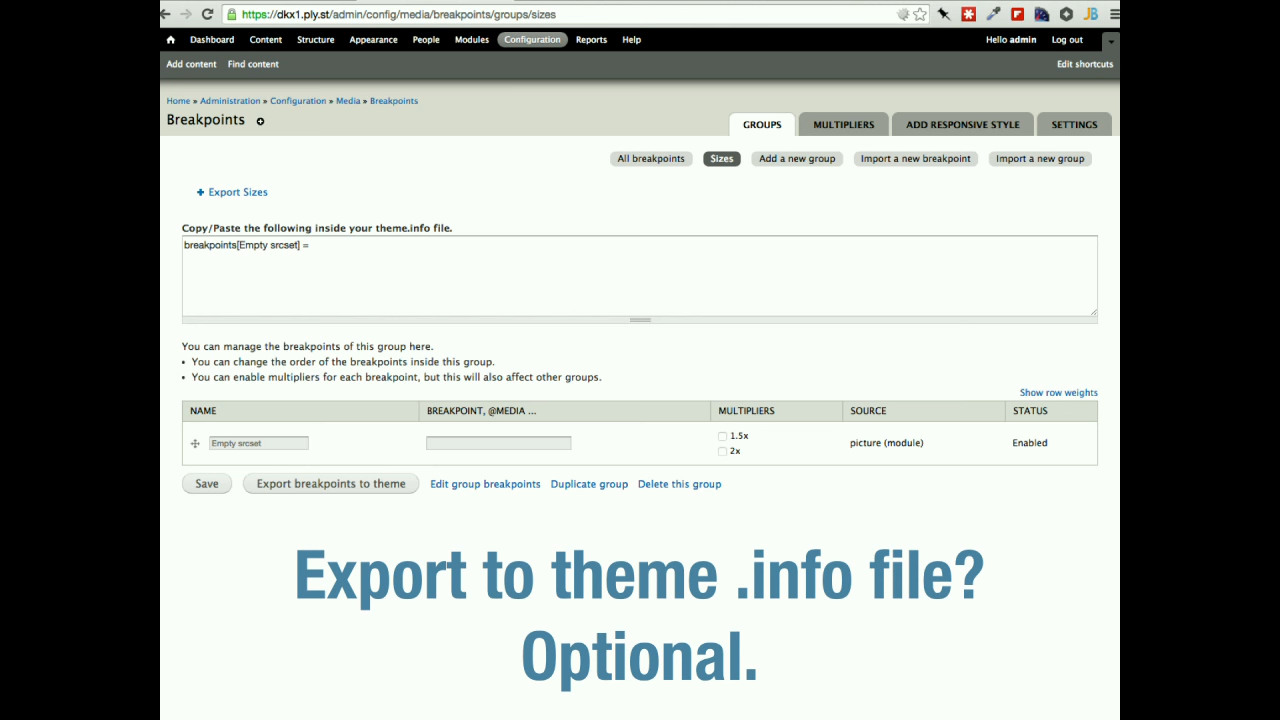 https://dkx1.ply.st/admin/config/media/breakpoints/groups/sizes
Dashboard Content Structure Appearance People Modules Configuration Reports Help Hello admin Log out
Add content Find content Edit shortcuts
Home » Administration » Configuration » Media » Breakpoints
Breakpoints
GROUPS MULTIPLIERS ADD RESPONSIVE STYLE SETTINGS
All breakpoints Sizes Add a new group Import a new breakpoint Import a new group
Export Sizes
Copy/Paste the following inside your theme.info file.
breakpoints[Empty srcset] =
You can manage the breakpoints of this group here.
• You can change the order of the breakpoints inside this group.
• You can enable multipliers for each breakpoint, but this will also affect other groups.
Show row weights
NAME BREAKPOINT, @MEDIA ... MULTIPLIERS SOURCE STATUS
Empty srcset 1.5x picture (module) Enabled
2x
Save Export breakpoints to theme Edit group breakpoints Duplicate group Delete this group
Export to theme .info file?
Optional.